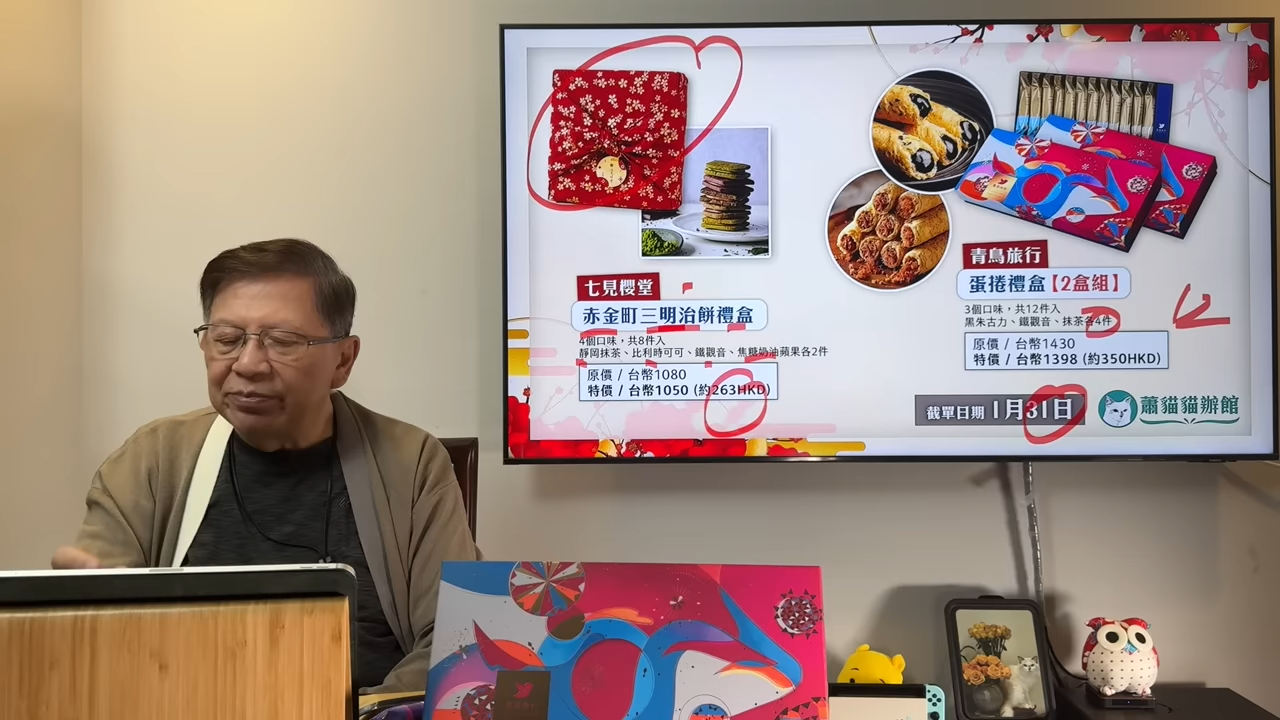 七見櫻堂
赤金町三明治餅禮盒
4個口味，共8件入
靜岡抹茶、比利時可可、鐵觀音、焦糖奶油蘋果各2件
原價 / 台幣1080
特價 / 台幣1050 (約263HKD)
青鳥旅行
蛋捲禮盒【2盒組】
3個口味，共12件入
黑朱古力、鐵觀音、抹茶各4件
原價 / 台幣1430
特價 / 台幣1398 (約350HKD)
截單日期 1月31日
蕭貓貓辦館